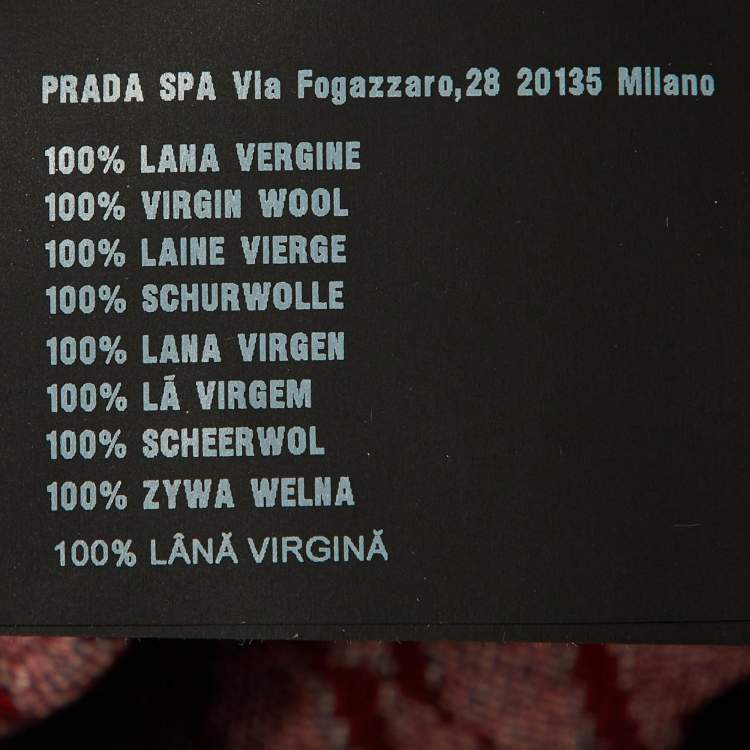 PRADA SPA Via Fogazzaro,28 20135 Milano
100% LANA VERGINE
100% VIRGIN WOOL
100% LAINE VIERGE
100% SCHURWOLLE
100% LANA VIRGEN
100% LÃ VIRGEM
100% SCHEERWOL
100% ZYWA WELNA
100% LÂNĂ VIRGINĂ